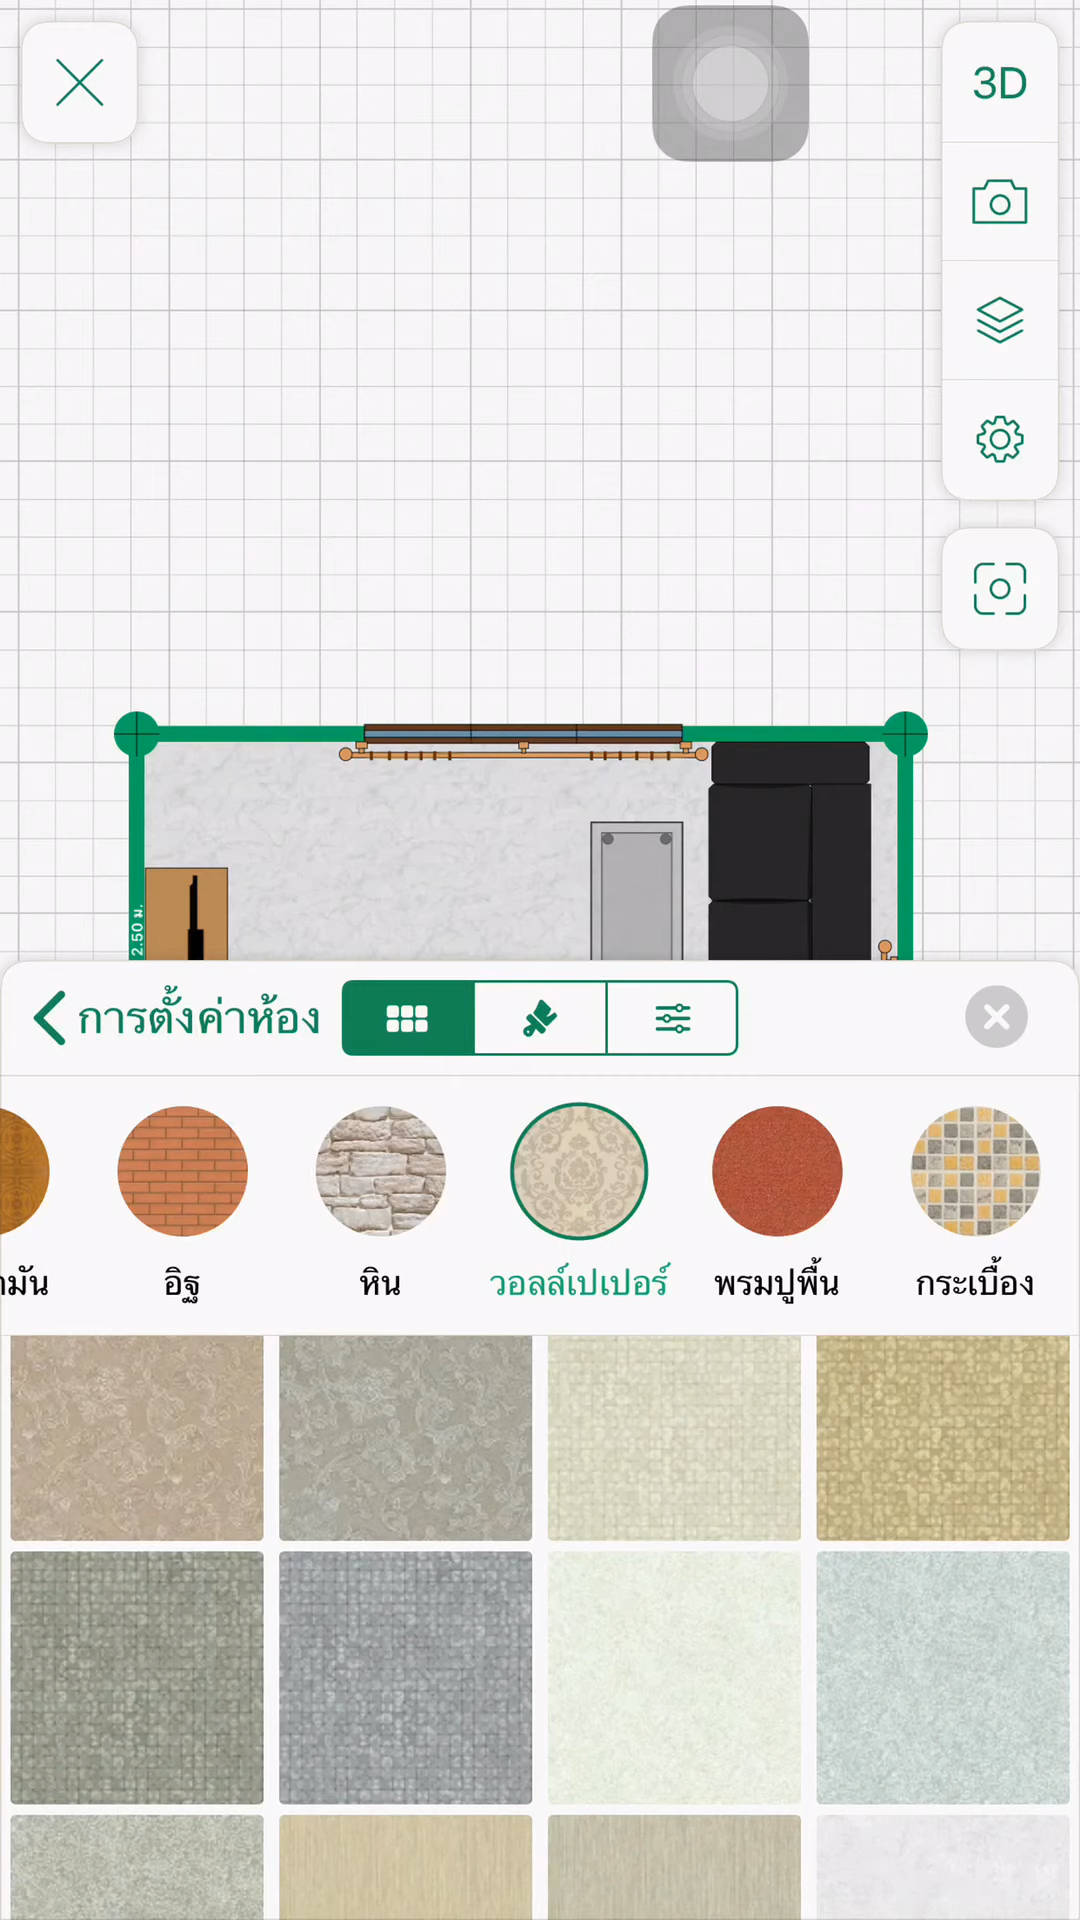 3D
2.50 ม.
การตั้งค่าห้อง
อิฐ
หิน
วอลล์เปเปอร์
พรมปูพื้น
กระเบื้อง